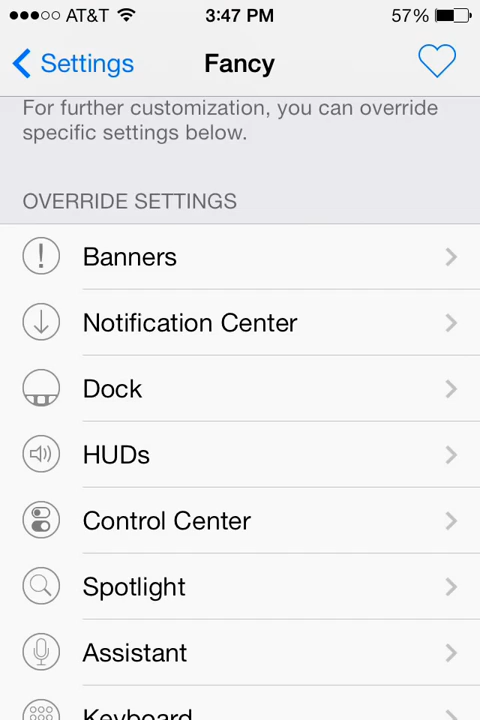 AT&T 3:47 PM 57%
Settings Fancy
For further customization, you can override
specific settings below.
OVERRIDE SETTINGS
Banners
Notification Center
Dock
HUDs
Control Center
Spotlight
Assistant
Keyboard